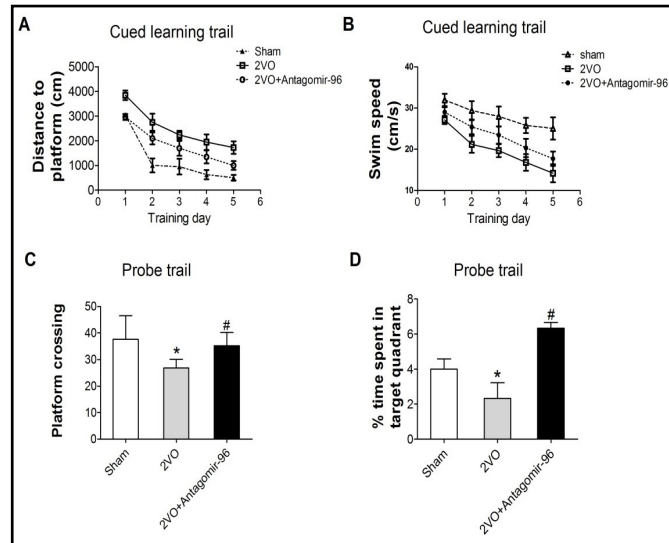 A
Cued learning trail
Sham
2VO
2VO+Antagomir-96
Distance to
platform (cm)
5000
4000
3000
2000
1000
0
0 1 2 3 4 5 6
Training day
B
Cued learning trail
sham
2VO
2VO+Antagomir-96
Swim speed
(cm/s)
40
30
20
10
0 1 2 3 4 5 6
Training day
C
Probe trail
Platform crossing
50
40
30
20
10
0
*
#
Sham
2VO
2VO+Antagomir-96
D
Probe trail
% time spent in
target quadrant
8
6
4
2
0
*
#
Sham
2VO
2VO+Antagomir-96